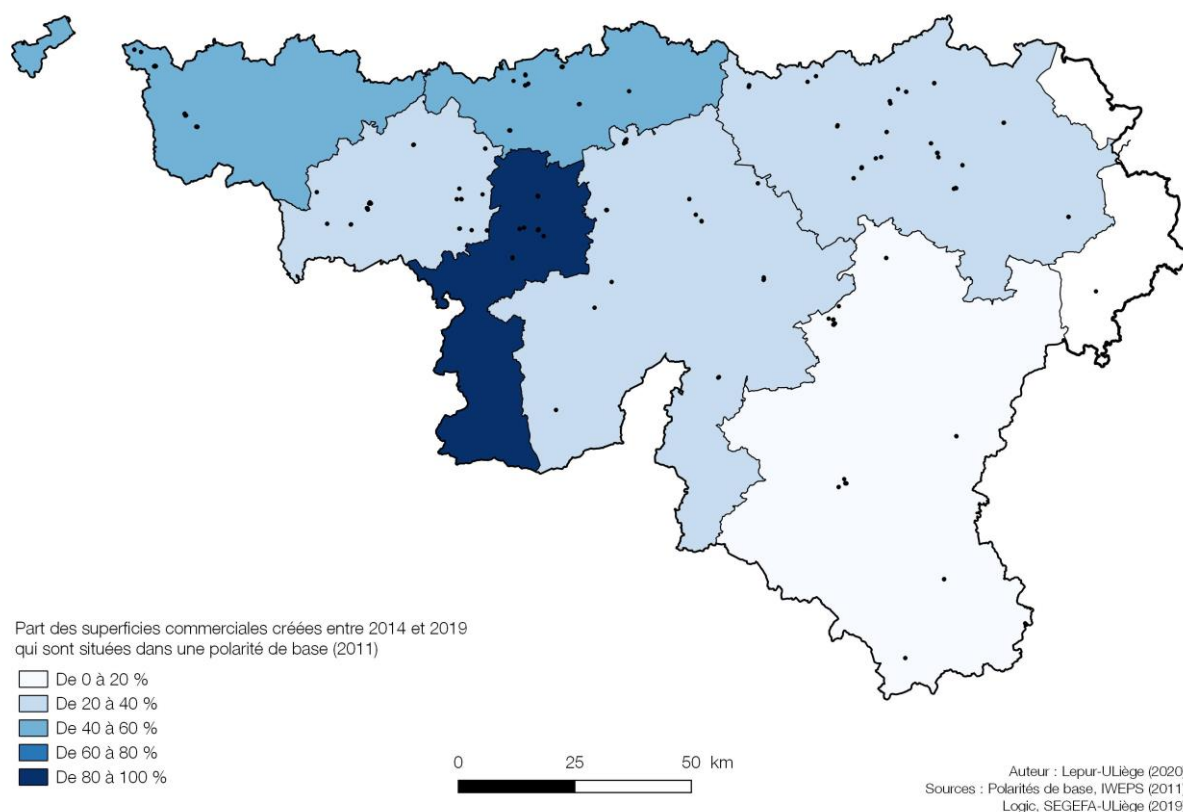 Part des superficies commerciales créées entre 2014 et 2019
qui sont situées dans une polarité de base (2011)
De 0 à 20 %
De 20 à 40 %
De 40 à 60 %
De 60 à 80 %
De 80 à 100 %
0 25 50 km
Auteur : Lepur-ULiège (2020)
Sources : Polarités de base, IWEPS (2011)
Logic, SEGEFA-ULiège (2019